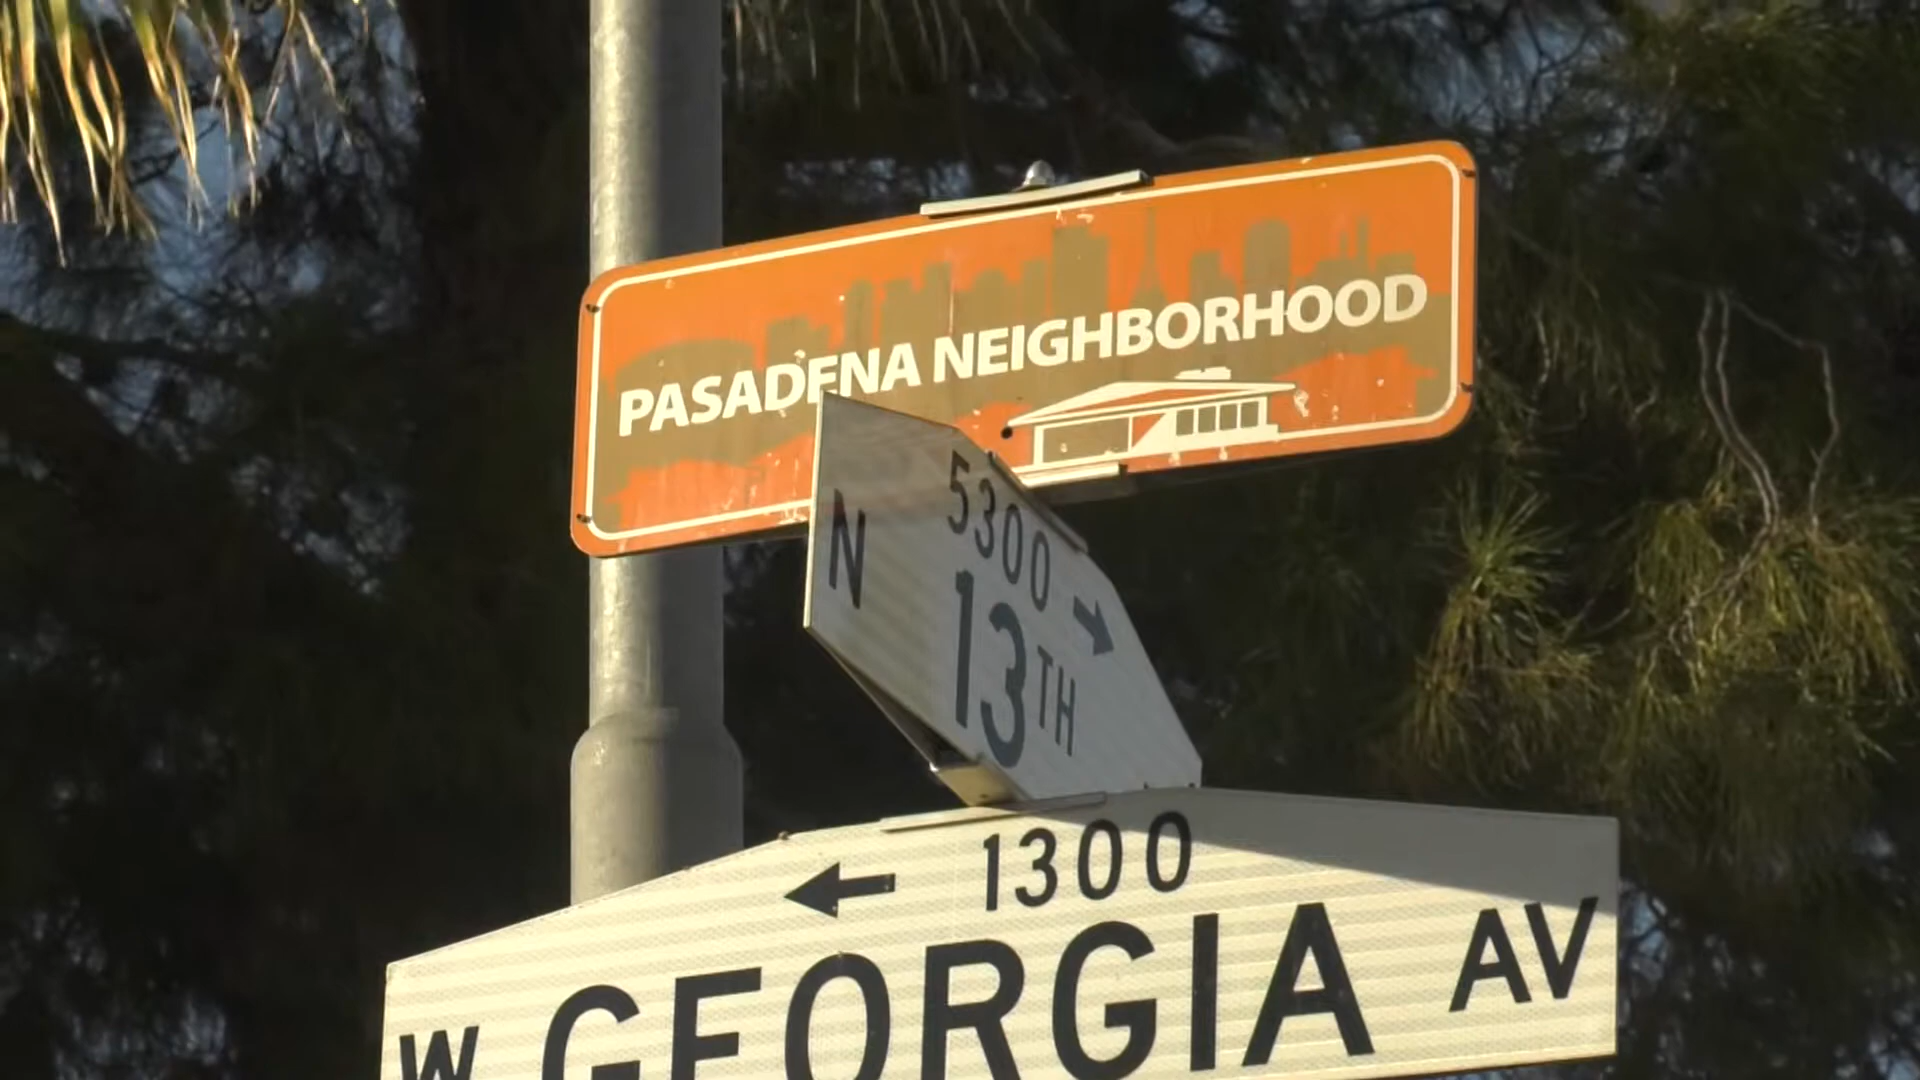 PASADENA NEIGHBORHOOD
5300
N 13TH
1300
W GEORGIA AV